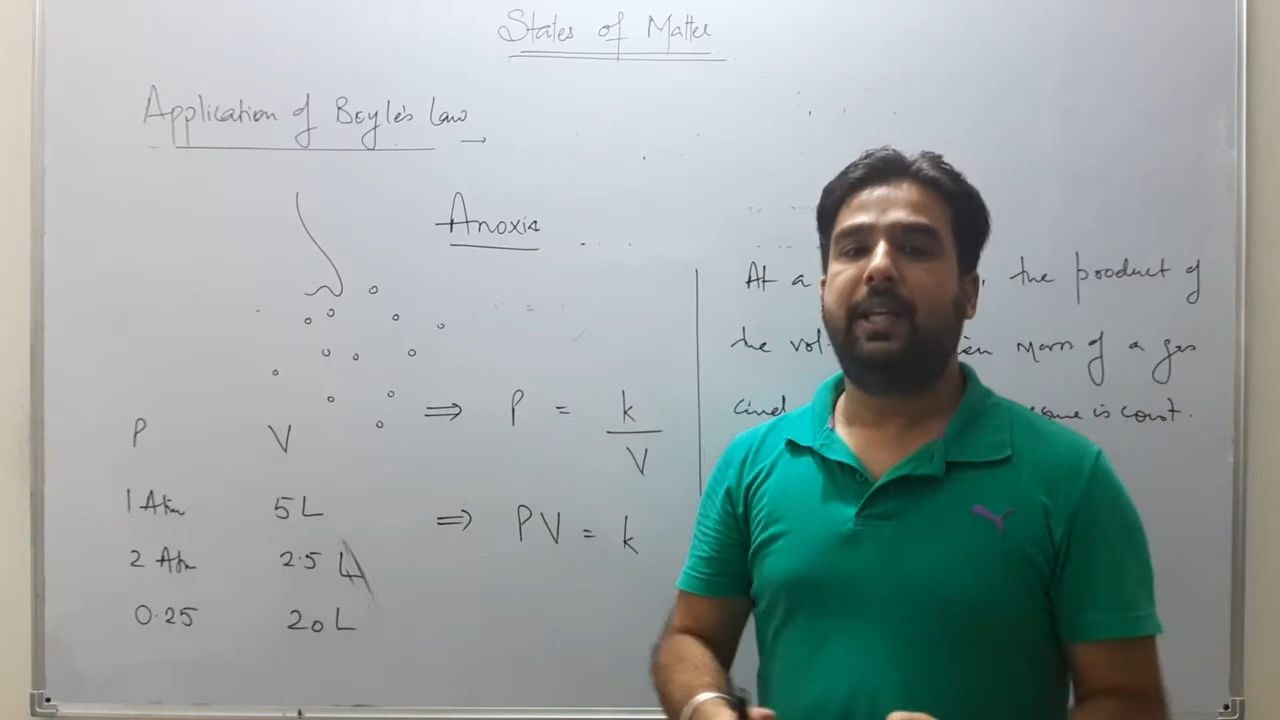 States of Matter
Application of Boyle's Law →
Anoxia
P V
1 Atm 5 L
2 Atm 2.5 L
0.25 20 L
⇒ P = k / V
⇒ PV = k
At a the product of
the vol. mass of a gas
is const.